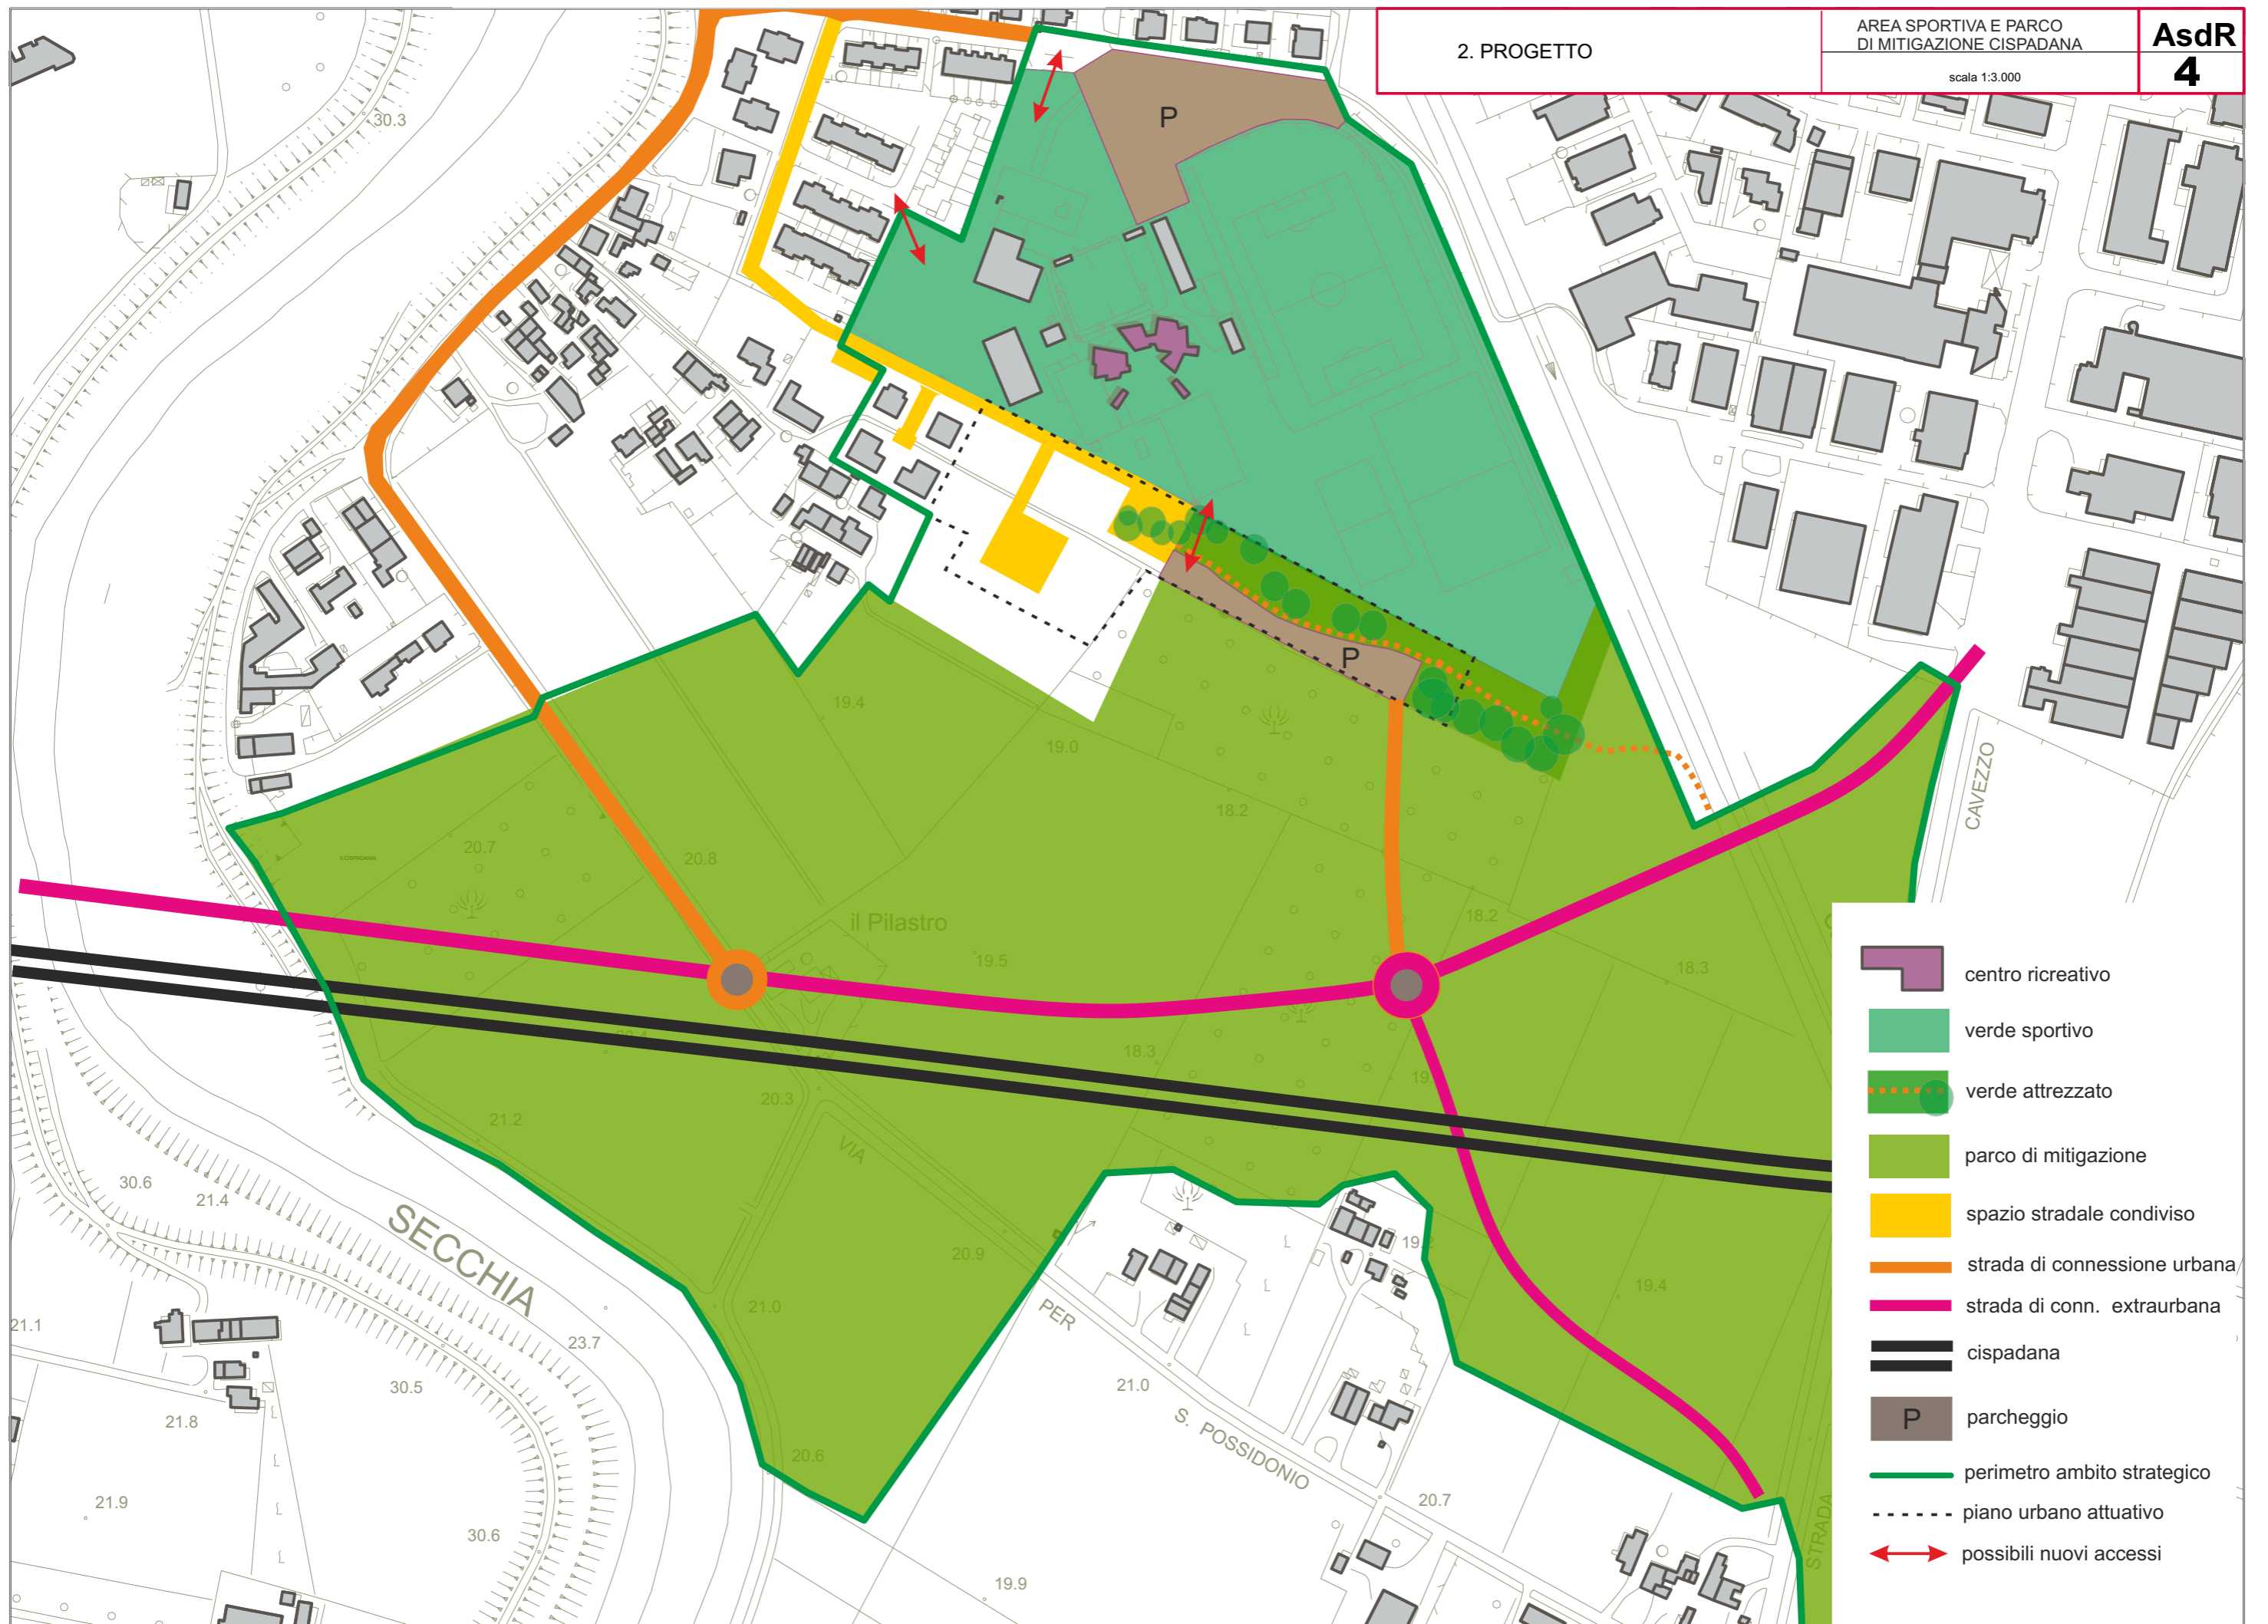 2. PROGETTO
AREA SPORTIVA E PARCO
DI MITIGAZIONE CISPADANA
scala 1:3.000
AsdR
4
30.3
P
P
19.4
19.0
18.2
20.7
20.8
CAVEZZO
il Pilastro
19.5
18.2
18.3
18.3
20.3
21.2
VIA
30.6
21.4
SECCHIA
20.9
19.2
19.4
21.0
PER
21.1
23.7
30.5
21.0
21.8
S. POSSIDONIO
20.6
20.7
21.9
30.6
STRADA
19.9
centro ricreativo
verde sportivo
verde attrezzato
parco di mitigazione
spazio stradale condiviso
strada di connessione urbana
strada di conn. extraurbana
cispadana
P
parcheggio
perimetro ambito strategico
piano urbano attuativo
possibili nuovi accessi